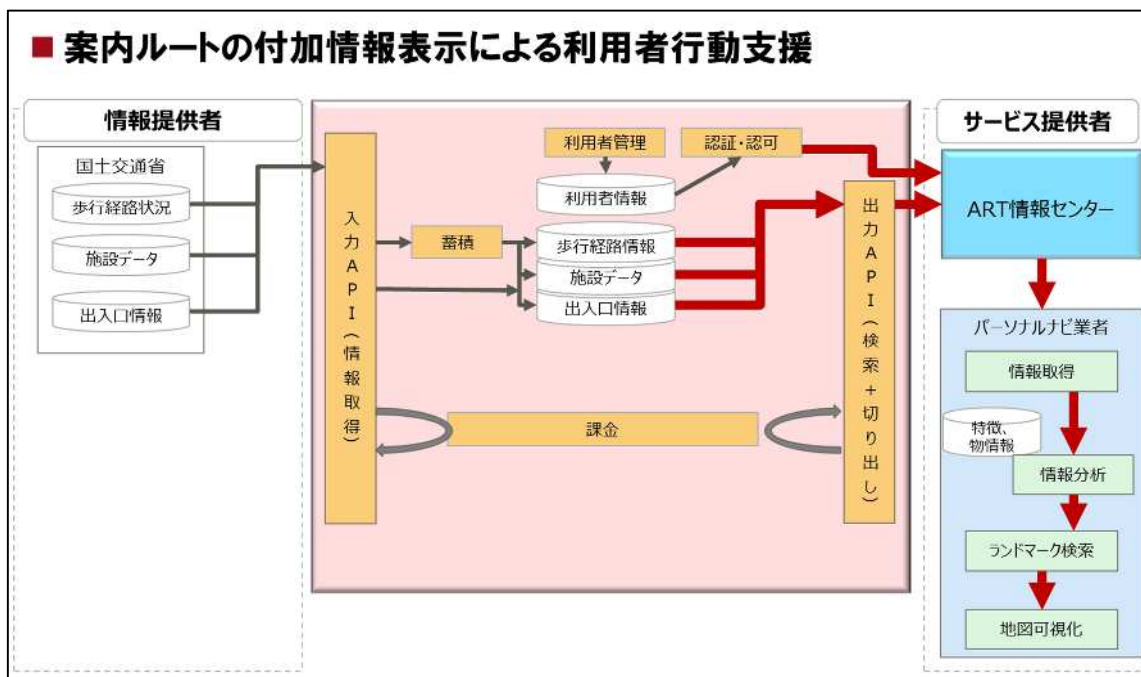 ■ 案内ルートの付加情報表示による利用者行動支援
情報提供者
国土交通省
歩行経路状況
施設データ
出入口情報
入力API(情報取得)
利用者管理
認証・認可
利用者情報
蓄積
歩行経路情報
施設データ
出入口情報
課金
出力API(検索+切り出し)
サービス提供者
ART情報センター
パーソナルナビ業者
情報取得
特徴、
物情報
情報分析
ランドマーク検索
地図可視化